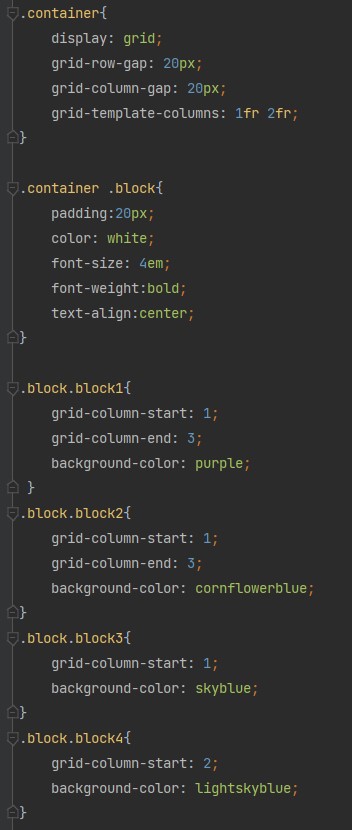 .container{
display: grid;
grid-row-gap: 20px;
grid-column-gap: 20px;
grid-template-columns: 1fr 2fr;
}
.container .block{
padding:20px;
color: white;
font-size: 4em;
font-weight:bold;
text-align:center;
}
.block.block1{
grid-column-start: 1;
grid-column-end: 3;
background-color: purple;
}
.block.block2{
grid-column-start: 1;
grid-column-end: 3;
background-color: cornflowerblue;
}
.block.block3{
grid-column-start: 1;
background-color: skyblue;
}
.block.block4{
grid-column-start: 2;
background-color: lightskyblue;
}